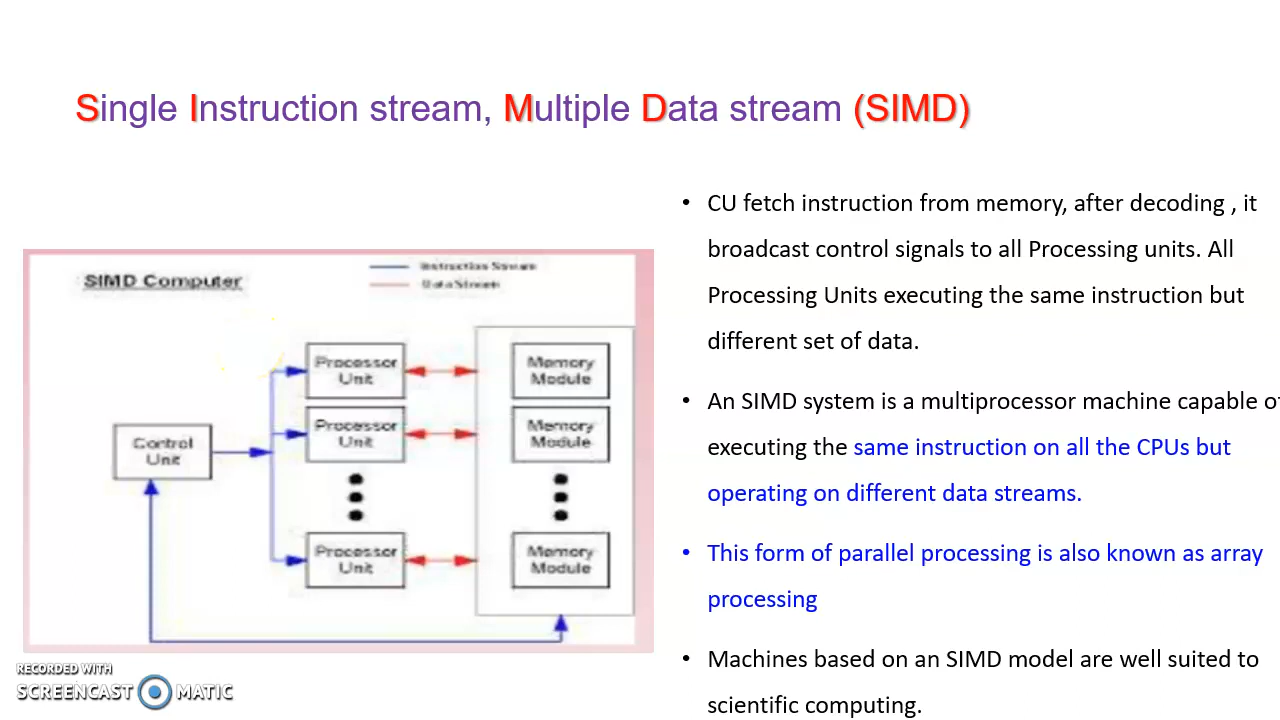 Single Instruction stream, Multiple Data stream (SIMD)
SIMD Computer
Instruction Stream
Data Stream
Processor
Unit
Memory
Module
Processor
Unit
Memory
Module
Control
Unit
Processor
Unit
Memory
Module
• CU fetch instruction from memory, after decoding , it
broadcast control signals to all Processing units. All
Processing Units executing the same instruction but
different set of data.
• An SIMD system is a multiprocessor machine capable of
executing the same instruction on all the CPUs but
operating on different data streams.
• This form of parallel processing is also known as array
processing
• Machines based on an SIMD model are well suited to
scientific computing.
RECORDED WITH
SCREENCAST MATIC